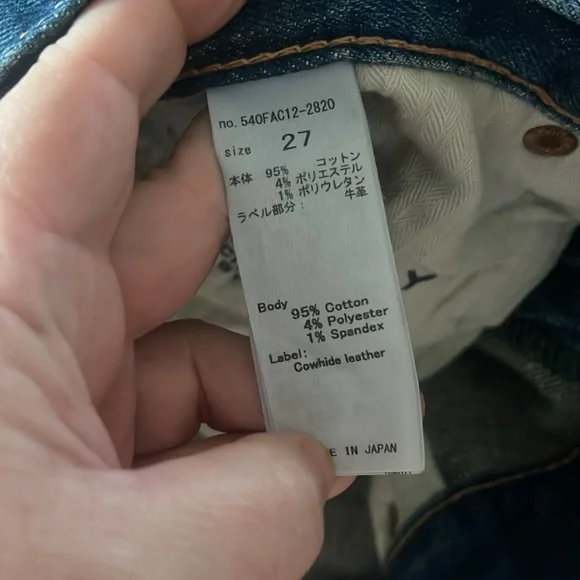 no.540FAC12-2820
size 27
本体 95% コットン
4% ポリエステル
1% ポリウレタン
ラベル部分: 牛革
Body 95% Cotton
4% Polyester
1% Spandex
Label:
Cowhide leather
E IN JAPAN